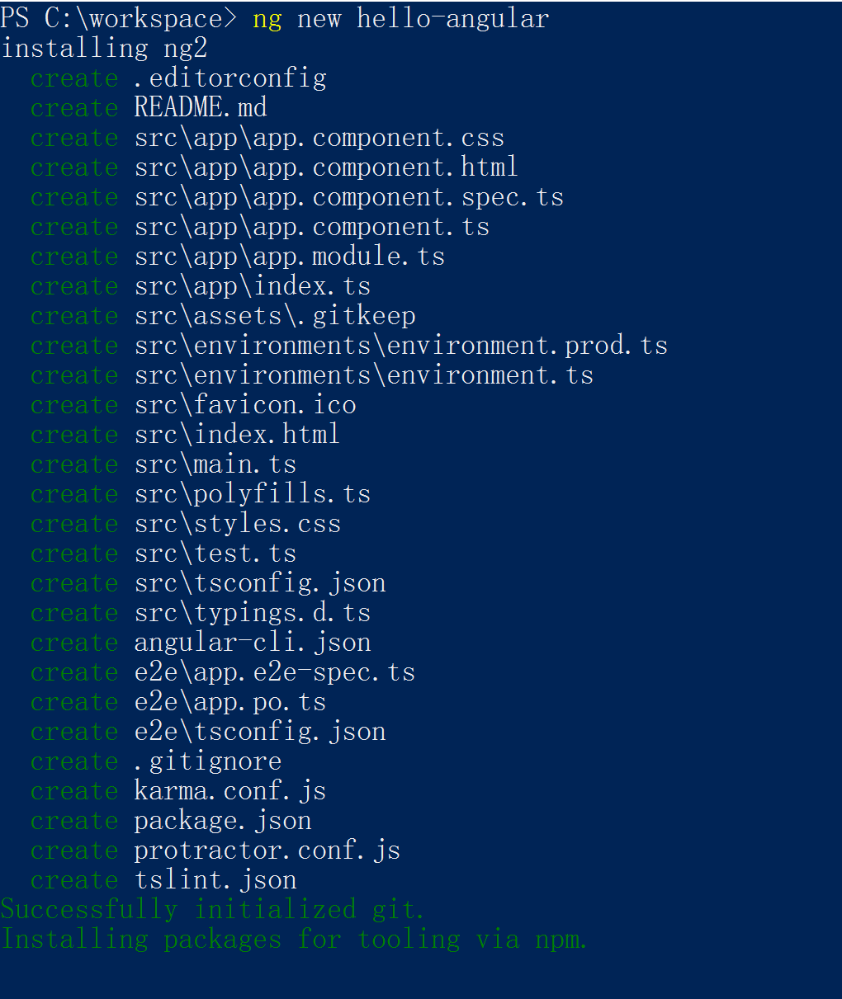 PS C:\workspace> ng new hello-angular
installing ng2
create .editorconfig
create README.md
create src\app\app.component.css
create src\app\app.component.html
create src\app\app.component.spec.ts
create src\app\app.component.ts
create src\app\app.module.ts
create src\app\index.ts
create src\assets\.gitkeep
create src\environments\environment.prod.ts
create src\environments\environment.ts
create src\favicon.ico
create src\index.html
create src\main.ts
create src\polyfills.ts
create src\styles.css
create src\test.ts
create src\tsconfig.json
create src\typings.d.ts
create angular-cli.json
create e2e\app.e2e-spec.ts
create e2e\app.po.ts
create e2e\tsconfig.json
create .gitignore
create karma.conf.js
create package.json
create protractor.conf.js
create tslint.json
Successfully initialized git.
Installing packages for tooling via npm.